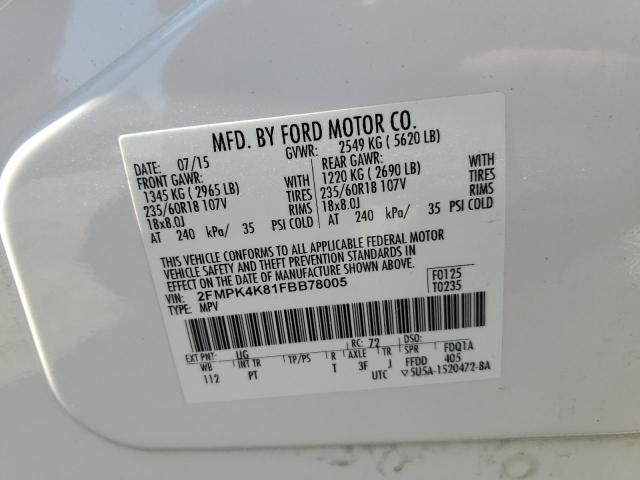 MFD. BY FORD MOTOR CO.
DATE: 07/15 GVWR: 2549 KG ( 5620 LB)
FRONT GAWR: REAR GAWR:
1345 KG ( 2965 LB) WITH 1220 KG ( 2690 LB) WITH
235/60R18 107V TIRES 235/60R18 107V TIRES
18x8.0J RIMS 18x8.0J RIMS
AT 240 kPa/ 35 PSI COLD AT 240 kPa/ 35 PSI COLD
THIS VEHICLE CONFORMS TO ALL APPLICABLE FEDERAL MOTOR
VEHICLE SAFETY AND THEFT PREVENTION STANDARDS IN
EFFECT ON THE DATE OF MANUFACTURE SHOWN ABOVE.
VIN: 2FMPK4K81FBB78005 F0125
TYPE: MPV T0235
EXT PNT: UG RC: 72 DSO:
WB INT TR TP/PS R AXLE TR SPR FDQ1A
112 PT T 3F J FFDD 405
UTC ▽5U5A-1520472-BA